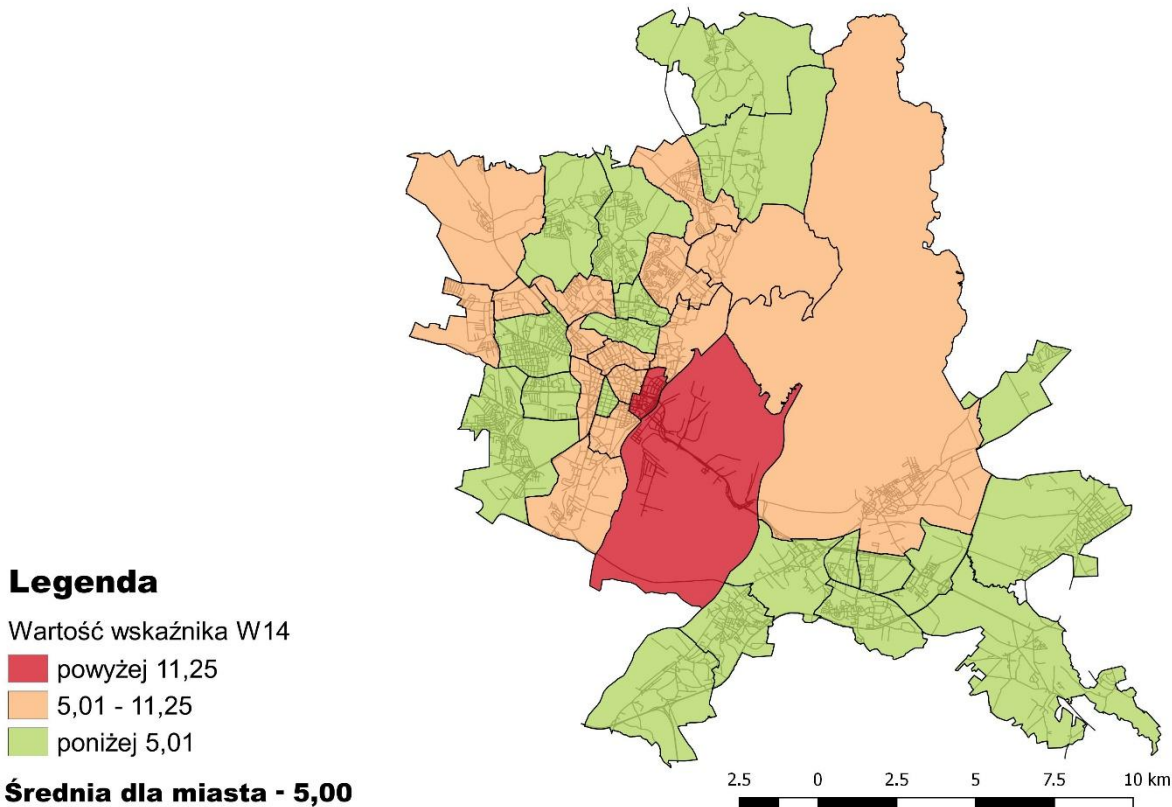 Legenda
Wartość wskaźnika W14
powyżej 11,25
5,01 - 11,25
poniżej 5,01
Średnia dla miasta - 5,00
2.5 0 2.5 5 7.5 10 km